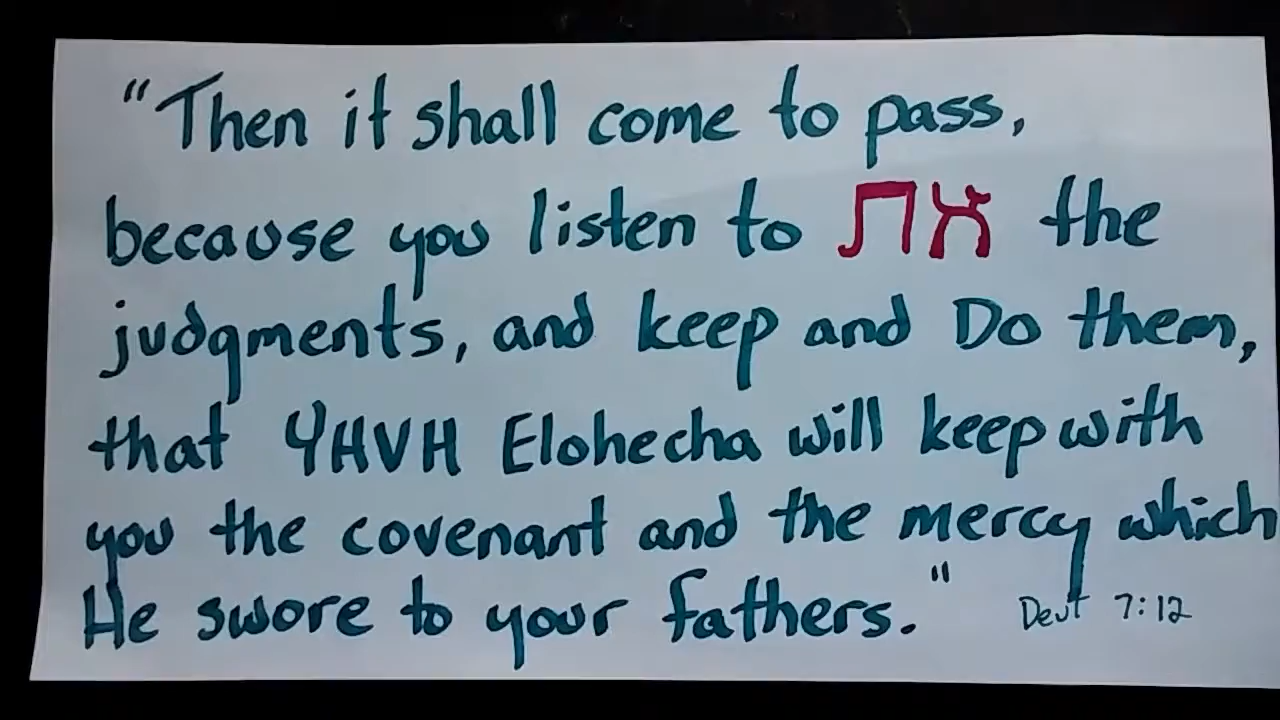 "Then it shall come to pass,
because you listen to תא the
judgments, and keep and Do them,
that YHVH Elohecha will keep with
you the covenant and the mercy which
He swore to your fathers."
Deut 7:12